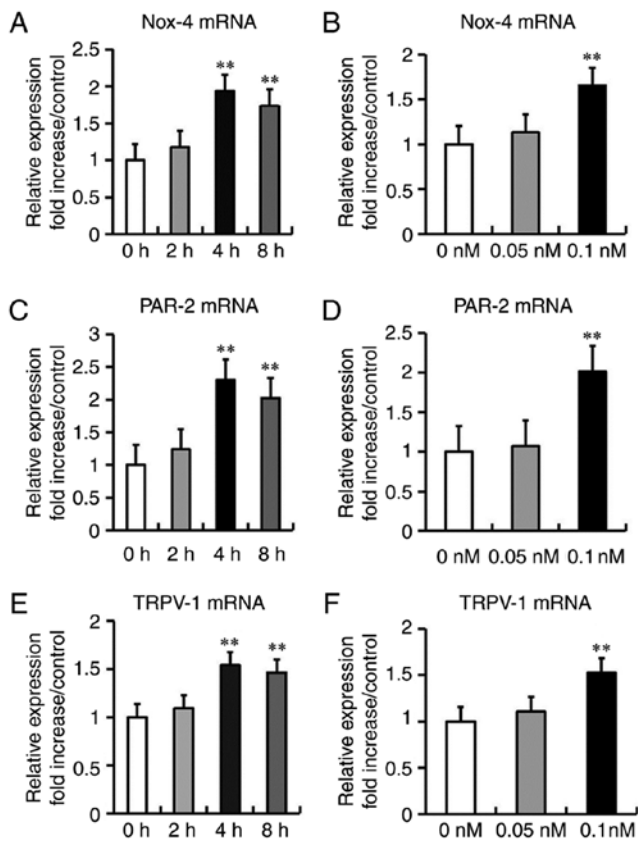 A
Nox-4 mRNA
Relative expression
fold increase/control
2.5
2
1.5
1
0.5
0
** **
0 h 2 h 4 h 8 h
B
Nox-4 mRNA
Relative expression
fold increase/control
2
1.5
1
0.5
0
**
0 nM 0.05 nM 0.1 nM
C
PAR-2 mRNA
Relative expression
fold increase/control
3
2.5
2
1.5
1
0.5
0
** **
0 h 2 h 4 h 8 h
D
PAR-2 mRNA
Relative expression
fold increase/control
2.5
2
1.5
1
0.5
0
**
0 nM 0.05 nM 0.1 nM
E
TRPV-1 mRNA
Relative expression
fold increase/control
2
1.5
1
0.5
0
** **
0 h 2 h 4 h 8 h
F
TRPV-1 mRNA
Relative expression
fold increase/control
2
1.5
1
0.5
0
**
0 nM 0.05 nM 0.1 nM